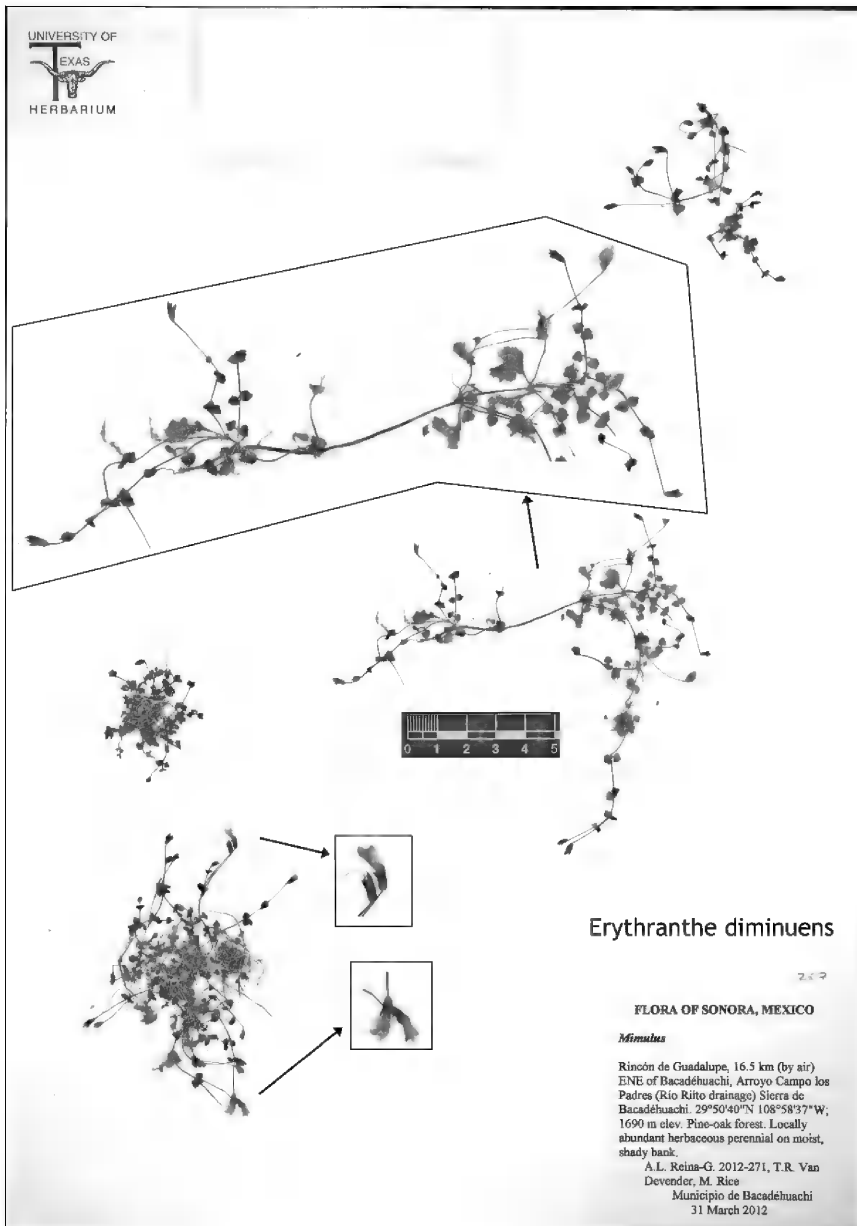 UNIVERSITY OF
TEXAS
HERBARIUM
0 1 2 3 4 5
Erythranthe diminuens
257
FLORA OF SONORA, MEXICO
Mimulus
Rincón de Guadalupe, 16.5 km (by air)
ENE of Bacadéhuachi, Arroyo Campo los
Padres (Río Riito drainage) Sierra de
Bacadéhuachi. 29°50'40"N 108°58'37"W;
1690 m elev. Pine-oak forest. Locally
abundant herbaceous perennial on moist,
shady bank.
A.L. Reina-G. 2012-271, T.R. Van
Devender, M. Rice
Municipio de Bacadéhuachi
31 March 2012